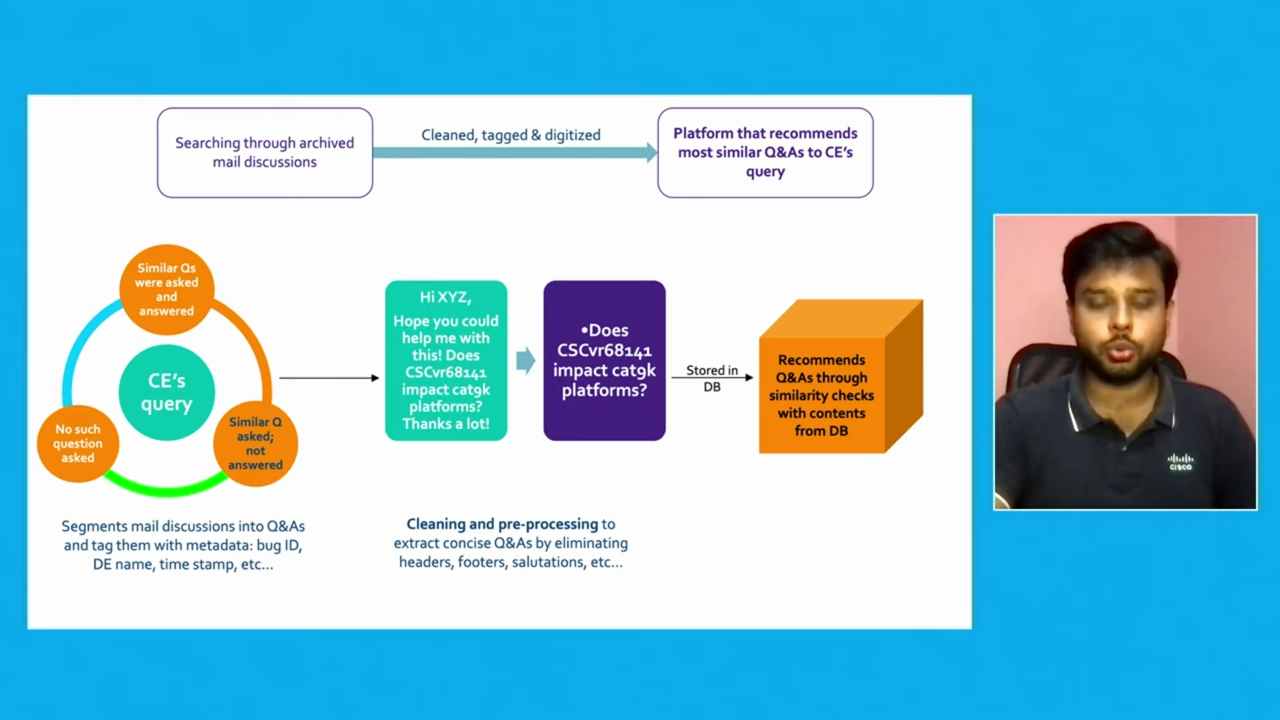 Searching through archived
mail discussions
Cleaned, tagged & digitized
Platform that recommends
most similar Q&As to CE's
query
Similar Qs
were asked
and
answered
CE's
query
No such
question
asked
Similar Q
asked;
not
answered
Segments mail discussions into Q&As
and tag them with metadata: bug ID,
DE name, time stamp, etc...
Hi XYZ,
Hope you could
help me with
this! Does
CSCvr68141
impact cat9k
platforms?
Thanks a lot!
•Does
CSCvr68141
impact cat9k
platforms?
Cleaning and pre-processing to
extract concise Q&As by eliminating
headers, footers, salutations, etc...
Stored in
DB
Recommends
Q&As through
similarity checks
with contents
from DB
CISCO